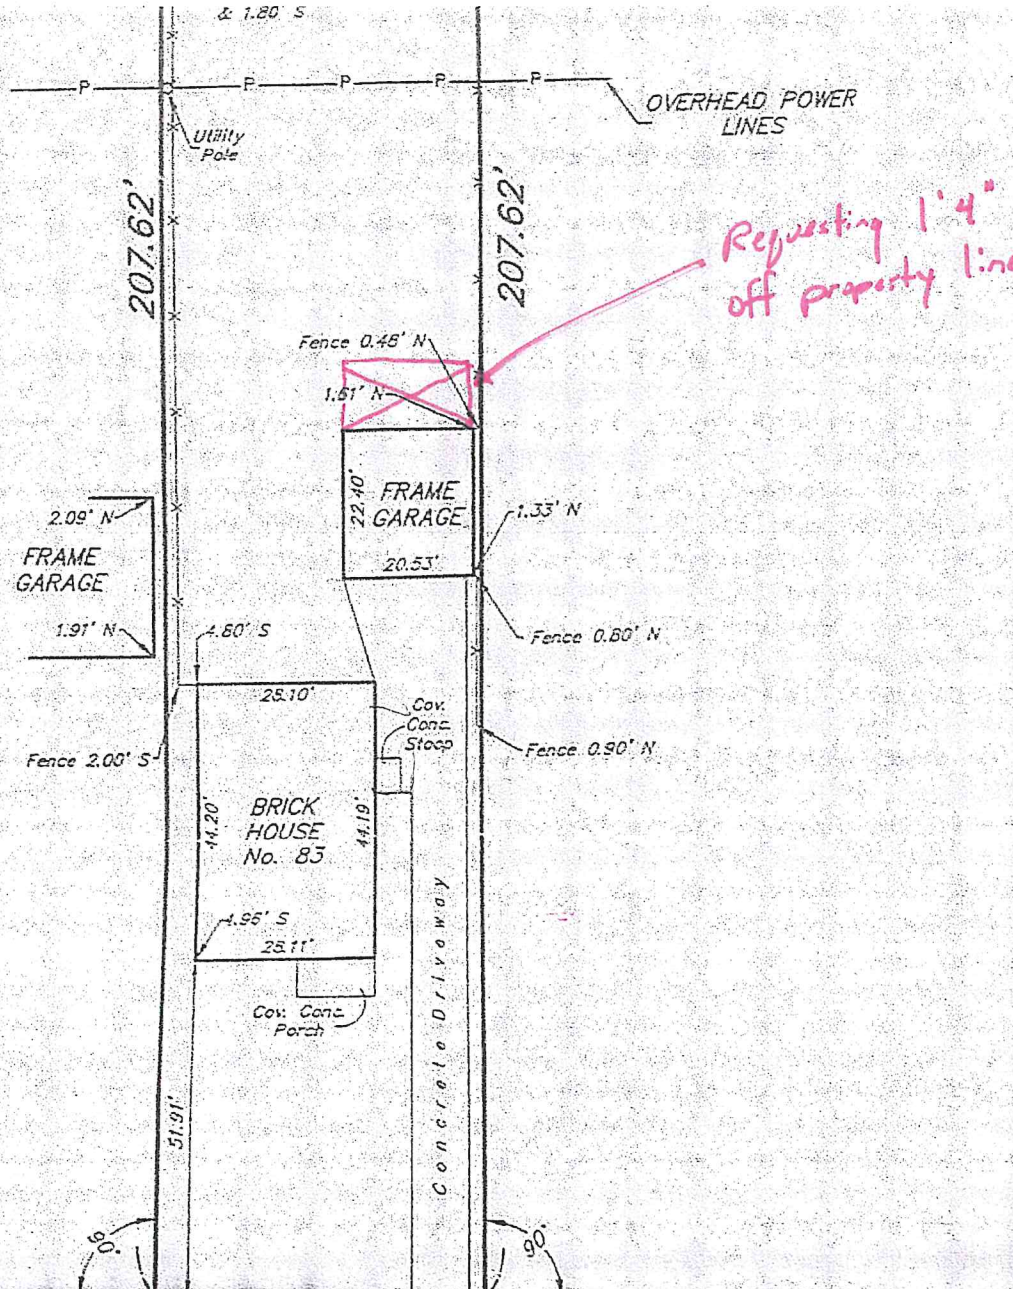 & 1.80' S
P P P P P
OVERHEAD POWER
LINES
Utility
Pole
207.62'
207.62'
Requesting 1'4"
off property line
Fence 0.48' N
1.61' N
FRAME
GARAGE
22.40'
20.53'
1.33' N
2.09' N
FRAME
GARAGE
1.91' N
Fence 0.80' N
4.80' S
28.10'
Cov.
Conc.
Stoop
Fence 2.00' S
Fence 0.90' N
BRICK
HOUSE
No. 83
44.20'
44.19'
4.96' S
28.11'
Cov. Conc.
Porch
Concrete Driveway
51.91'
90°
90°